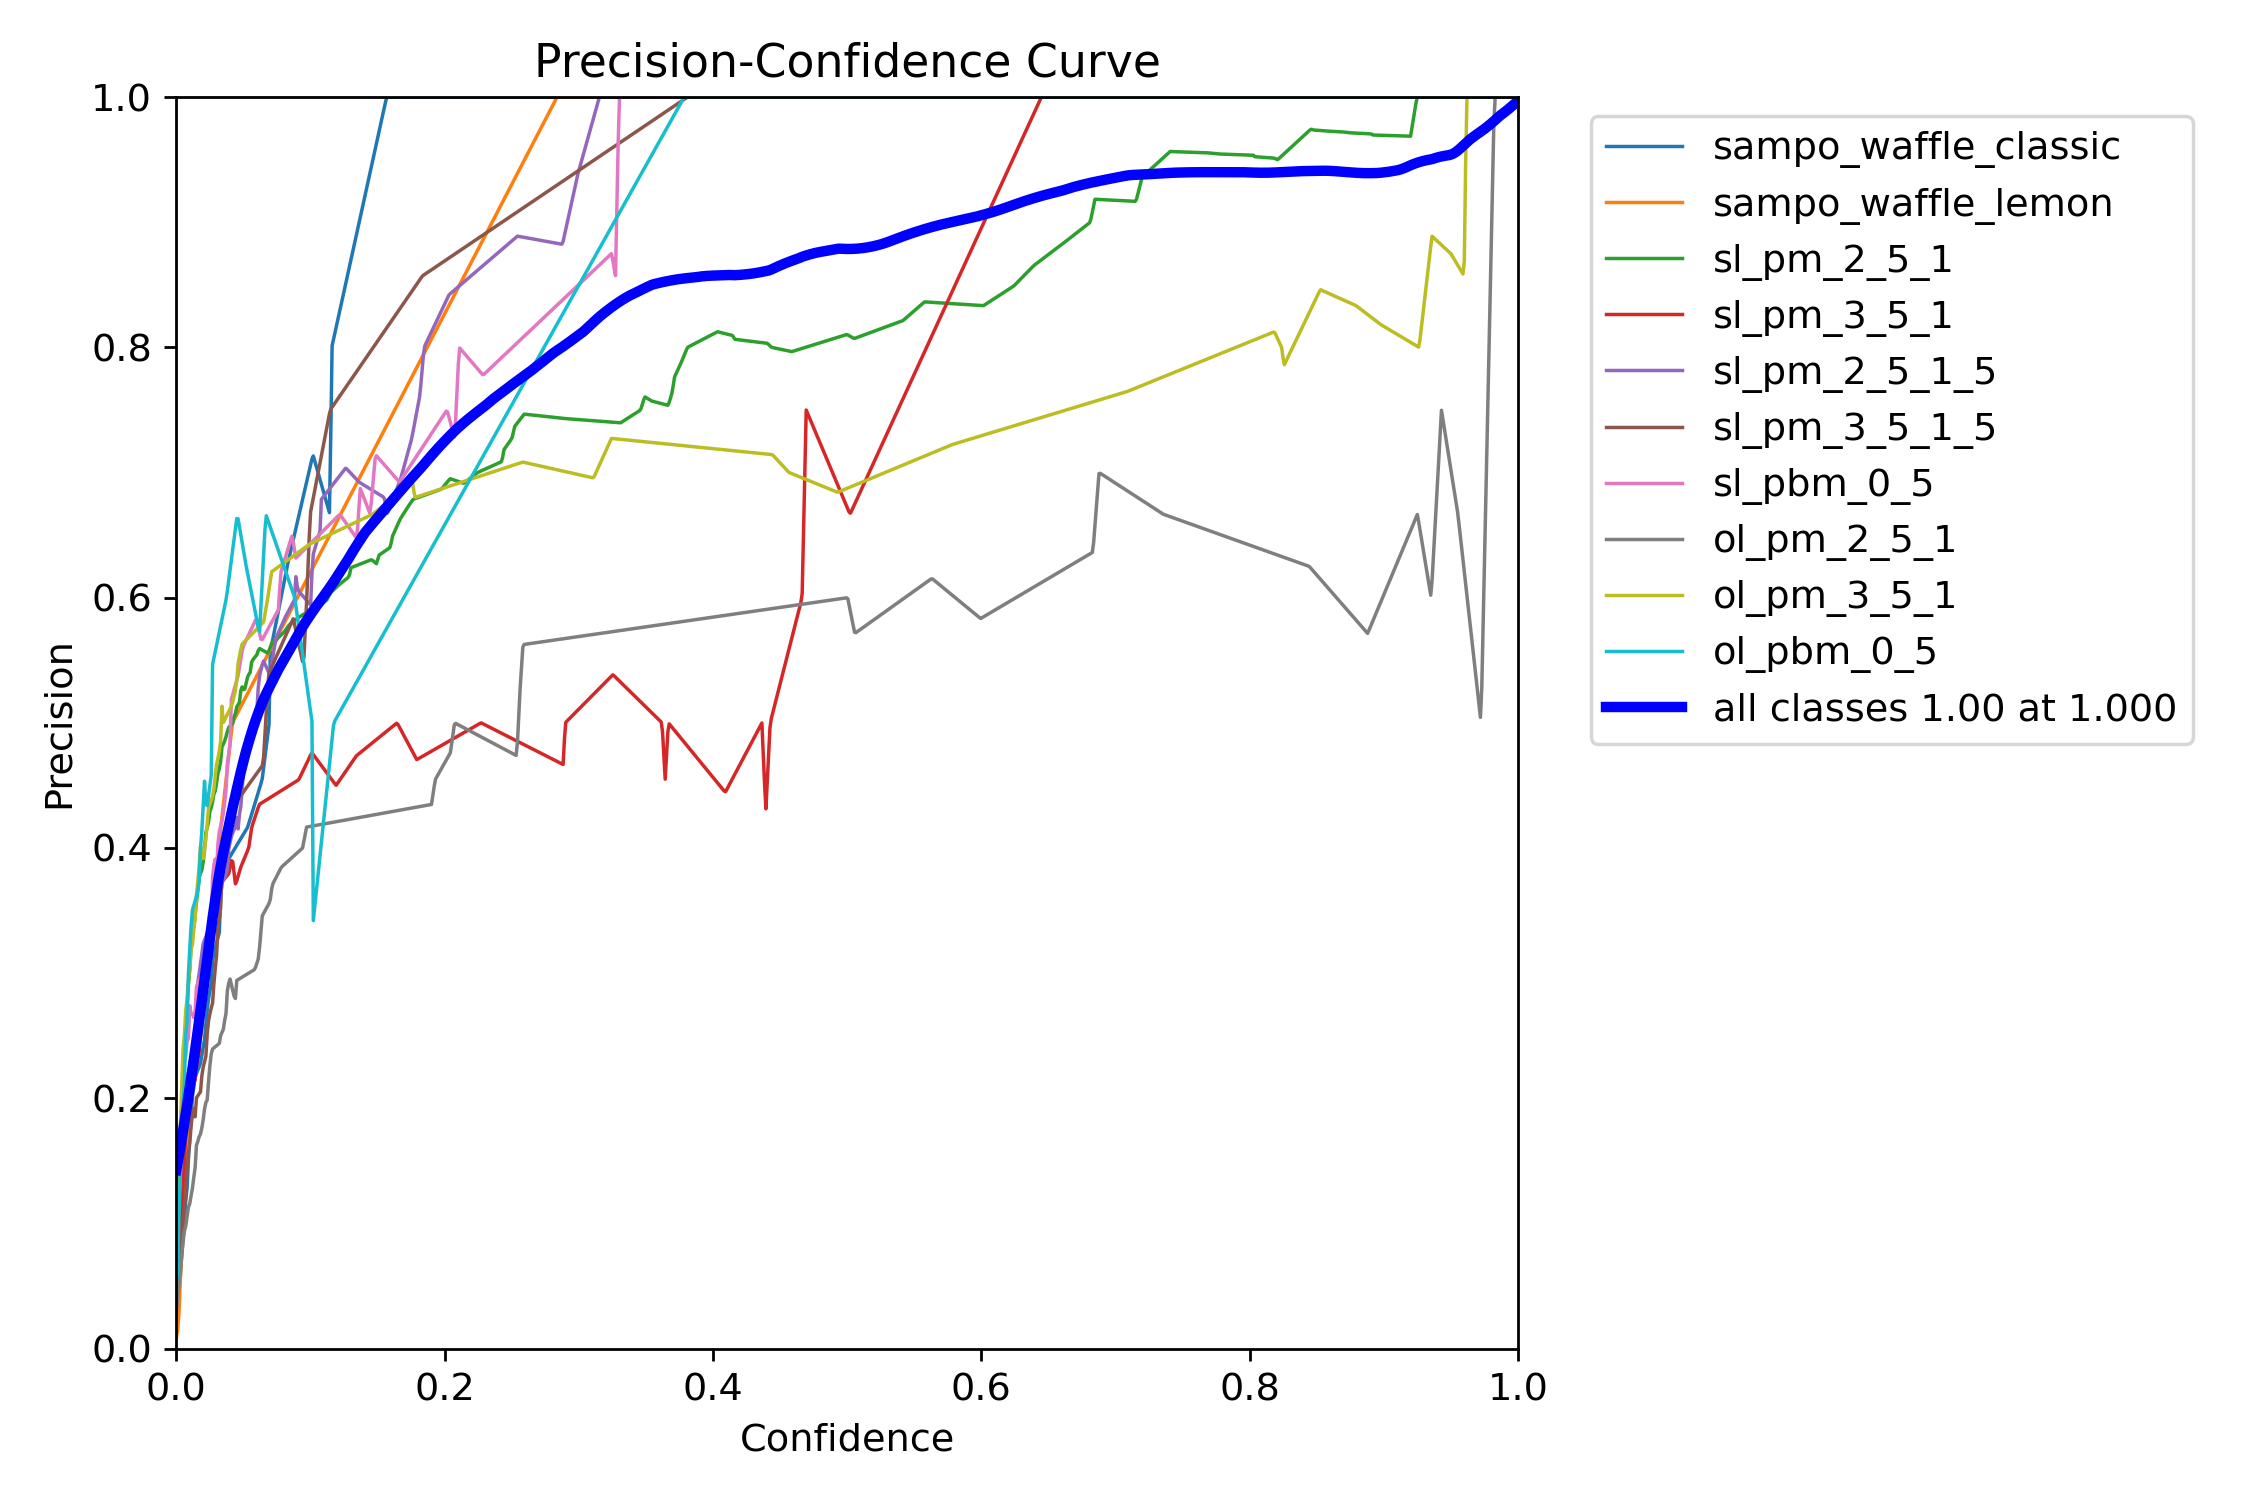 Precision-Confidence Curve
1.0
0.8
0.6
0.4
0.2
0.0
Precision
0.0 0.2 0.4 0.6 0.8 1.0
Confidence
sampo_waffle_classic
sampo_waffle_lemon
sl_pm_2_5_1
sl_pm_3_5_1
sl_pm_2_5_1_5
sl_pm_3_5_1_5
sl_pbm_0_5
ol_pm_2_5_1
ol_pm_3_5_1
ol_pbm_0_5
all classes 1.00 at 1.000